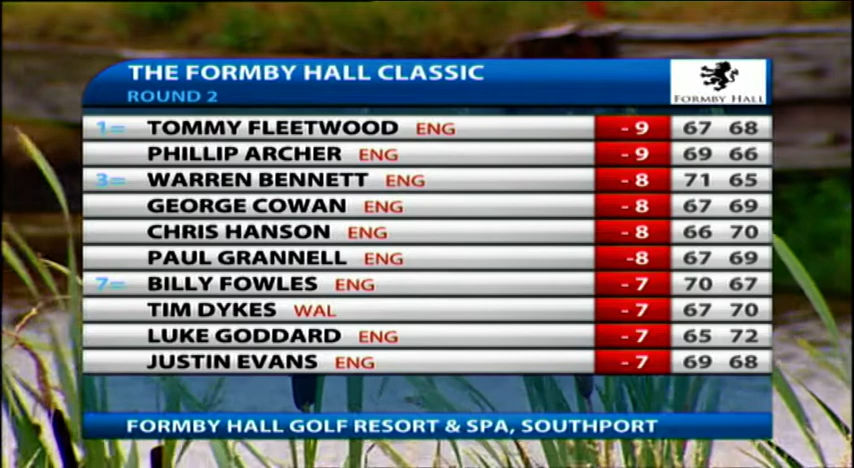 THE FORMBY HALL CLASSIC
ROUND 2
FORMBY HALL
1= TOMMY FLEETWOOD ENG - 9 67 68
PHILLIP ARCHER ENG - 9 69 66
3= WARREN BENNETT ENG - 8 71 65
GEORGE COWAN ENG - 8 67 69
CHRIS HANSON ENG - 8 66 70
PAUL GRANNELL ENG -8 67 69
7= BILLY FOWLES ENG - 7 70 67
TIM DYKES WAL - 7 67 70
LUKE GODDARD ENG - 7 65 72
JUSTIN EVANS ENG - 7 69 68
FORMBY HALL GOLF RESORT & SPA, SOUTHPORT